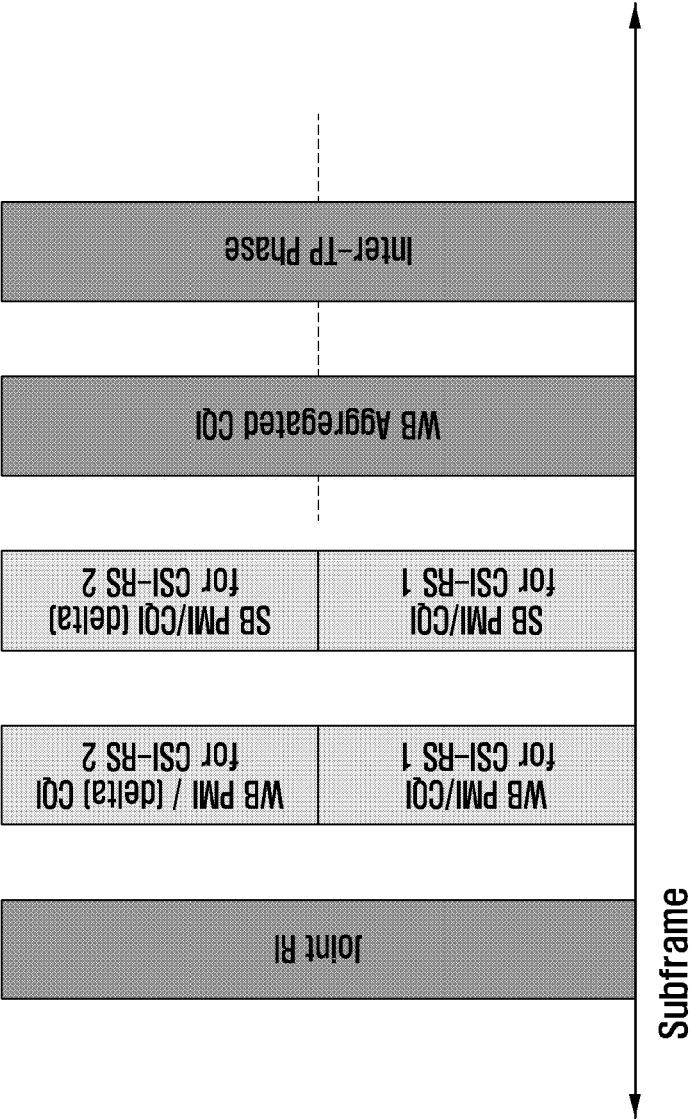 Inter-TP Phase
WB Aggregated CQI
SB PMI/CQI
for CSI-RS 1
SB PMI/CQI (delta)
for CSI-RS 2
WB PMI/CQI
for CSI-RS 1
WB PMI / (delta) CQI
for CSI-RS 2
Joint RI
Subframe